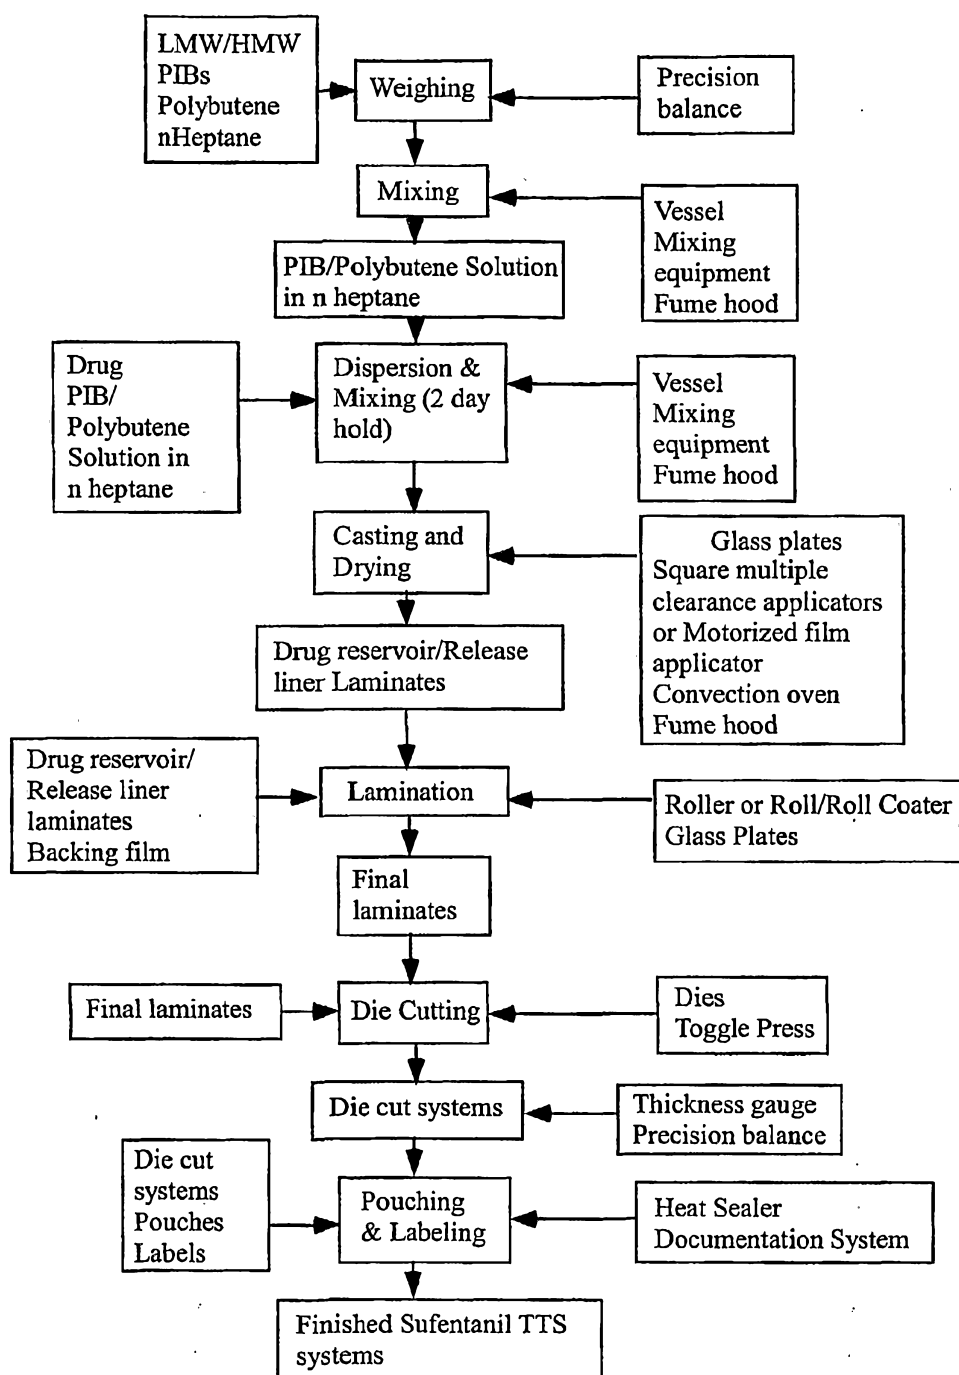 LMW/HMW
PIBs
Polybutene
nHeptane
Weighing
Precision
balance
Mixing
Vessel
Mixing
equipment
Fume hood
PIB/Polybutene Solution
in n heptane
Drug
PIB/
Polybutene
Solution in
n heptane
Dispersion &
Mixing (2 day
hold)
Vessel
Mixing
equipment
Fume hood
Casting and
Drying
Glass plates
Square multiple
clearance applicators
or Motorized film
applicator
Convection oven
Fume hood
Drug reservoir/Release
liner Laminates
Drug reservoir/
Release liner
laminates
Backing film
Lamination
Roller or Roll/Roll Coater
Glass Plates
Final
laminates
Final laminates
Die Cutting
Dies
Toggle Press
Die cut systems
Thickness gauge
Precision balance
Die cut
systems
Pouches
Labels
Pouching
& Labeling
Heat Sealer
Documentation System
Finished Sufentanil TTS
systems